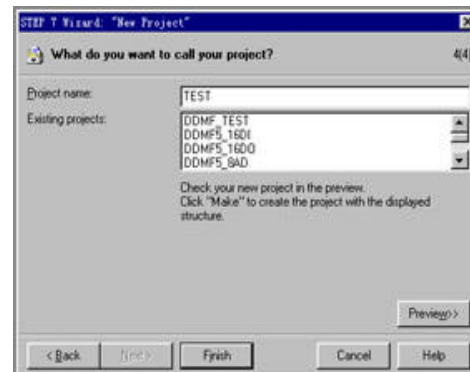 STEP 7 Wizard: "New Project"
What do you want to call your project?
4(4)
Project name:
TEST
Existing projects:
DDMF_TEST
DDMF5_16DI
DDMF5_16DO
DDMF5_8AD
Check your new project in the preview.
Click "Make" to create the project with the displayed
structure.
Preview>>
< Back
Next >
Finish
Cancel
Help